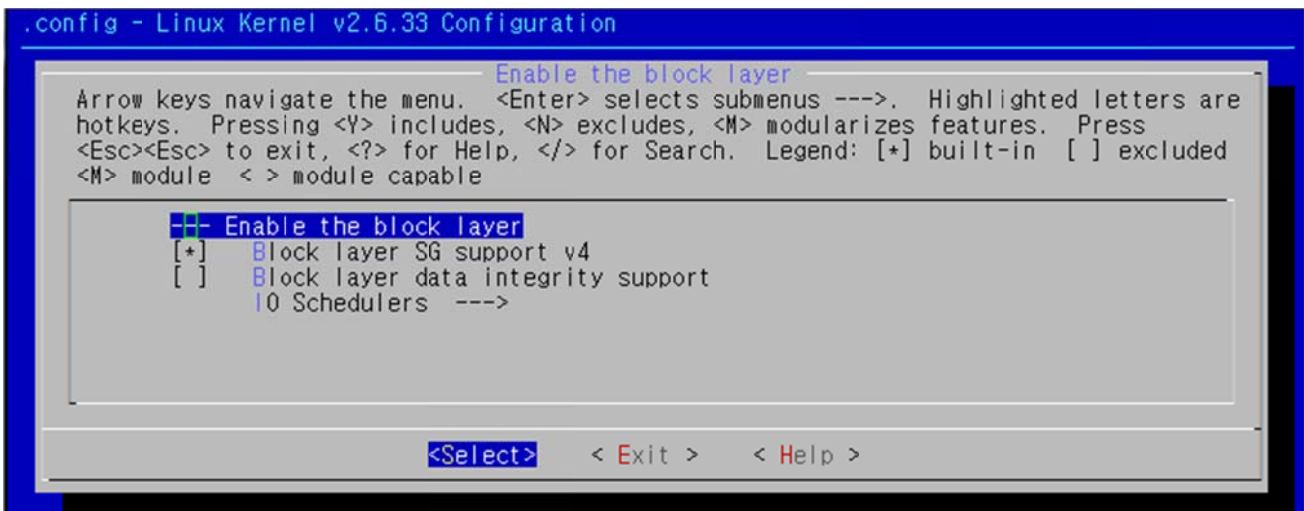 .config - Linux Kernel v2.6.33 Configuration
Enable the block layer
Arrow keys navigate the menu.  <Enter> selects submenus --->.  Highlighted letters are
hotkeys.  Pressing <Y> includes, <N> excludes, <M> modularizes features.  Press
<Esc><Esc> to exit, <?> for Help, </> for Search.  Legend: [*] built-in  [ ] excluded
<M> module  < > module capable
-*- Enable the block layer
[*]   Block layer SG support v4
[ ]   Block layer data integrity support
IO Schedulers  --->
<Select>    < Exit >    < Help >